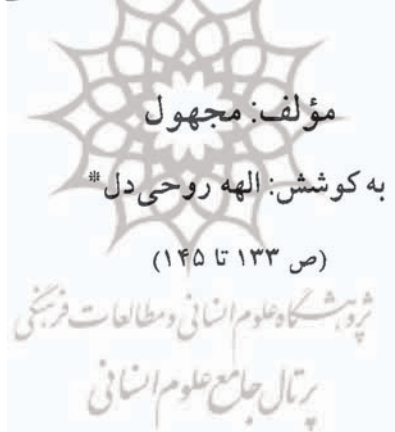 مؤلف: مجهول
به کوشش: الهه روحی‌دل*
(ص ۱۳۳ تا ۱۴۵)
پژوهشگاه علوم انسانی و مطالعات فرهنگی
پرتال جامع علوم انسانی